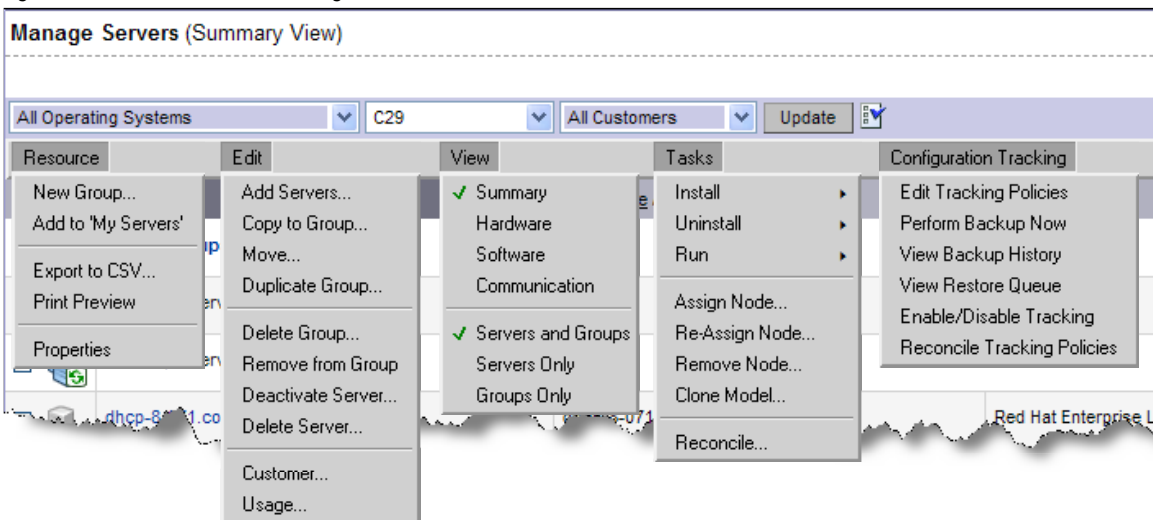 Manage Servers (Summary View)
All Operating Systems C29 All Customers Update
Resource Edit View Tasks Configuration Tracking
New Group...
Add to 'My Servers'
Export to CSV...
Print Preview
Properties
Add Servers...
Copy to Group...
Move...
Duplicate Group...
Delete Group...
Remove from Group
Deactivate Server...
Delete Server...
Customer...
Usage...
Summary
Hardware
Software
Communication
Servers and Groups
Servers Only
Groups Only
Install
Uninstall
Run
Assign Node...
Re-Assign Node...
Remove Node...
Clone Model...
Reconcile...
Edit Tracking Policies
Perform Backup Now
View Backup History
View Restore Queue
Enable/Disable Tracking
Reconcile Tracking Policies
Red Hat Enterprise L